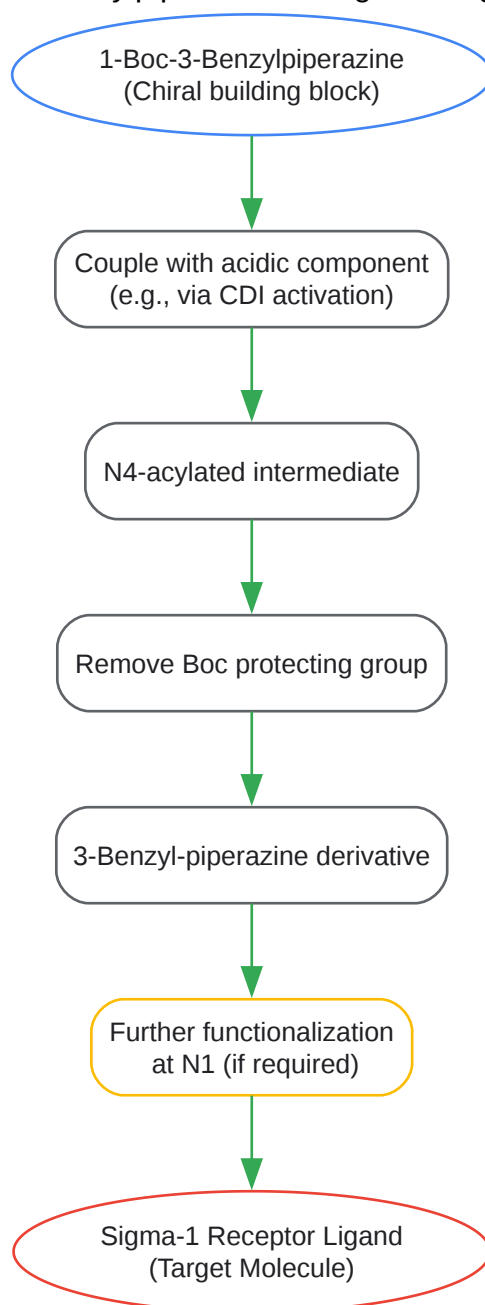 1-Boc-3-Benzylpiperazine
(Chiral building block)
Couple with acidic component
(e.g., via CDI activation)
N4-acylated intermediate
Remove Boc protecting group
3-Benzyl-piperazine derivative
Further functionalization
at N1 (if required)
Sigma-1 Receptor Ligand
(Target Molecule)